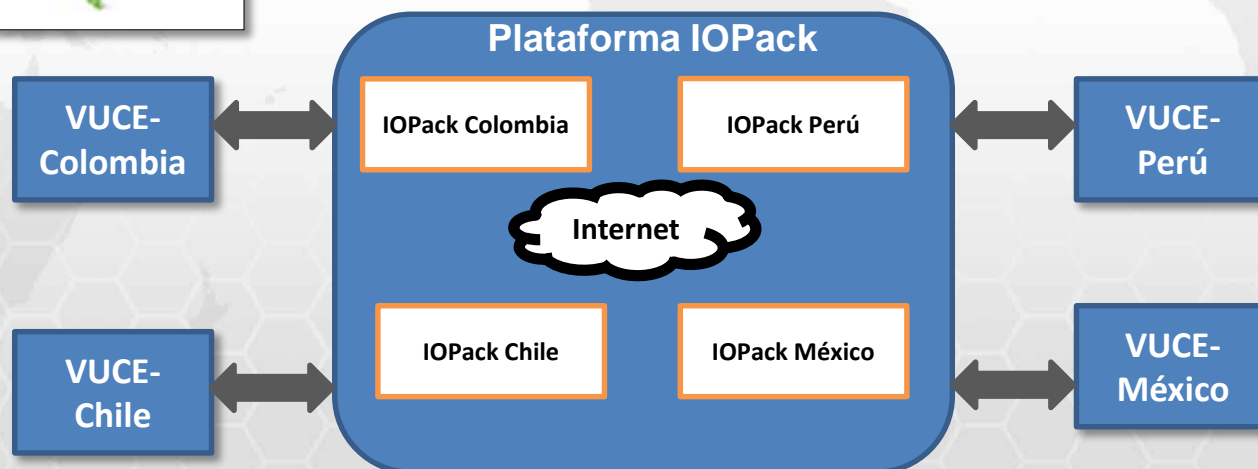 Plataforma IOPack
VUCE-
Colombia
IOPack Colombia
IOPack Perú
VUCE-
Perú
Internet
VUCE-
Chile
IOPack Chile
IOPack México
VUCE-
México